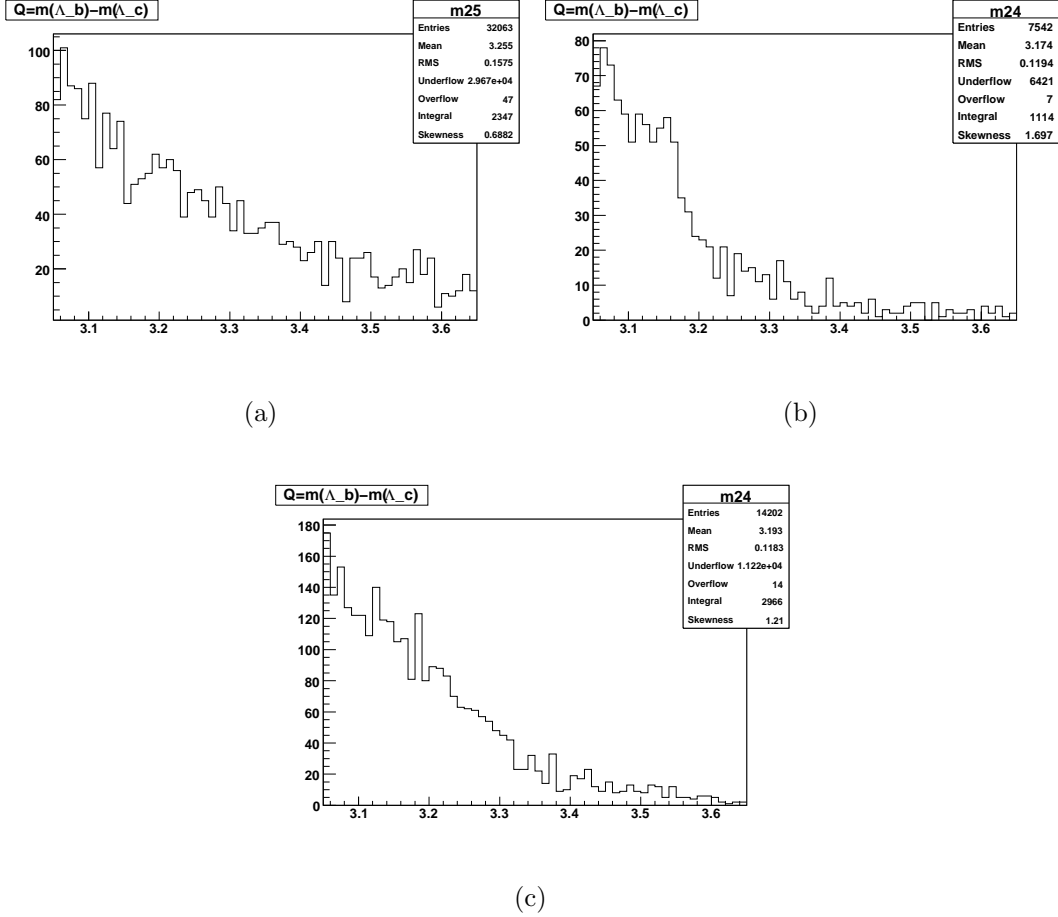 Q=m(Λ_b)−m(Λ_c)
m25
Entries 32063
Mean 3.255
RMS 0.1575
Underflow 2.967e+04
Overflow 47
Integral 2347
Skewness 0.6882
100
80
60
40
20
3.1 3.2 3.3 3.4 3.5 3.6
(a)
Q=m(Λ_b)−m(Λ_c)
m24
Entries 7542
Mean 3.174
RMS 0.1194
Underflow 6421
Overflow 7
Integral 1114
Skewness 1.697
80
70
60
50
40
30
20
10
0
3.1 3.2 3.3 3.4 3.5 3.6
(b)
Q=m(Λ_b)−m(Λ_c)
m24
Entries 14202
Mean 3.193
RMS 0.1183
Underflow 1.122e+04
Overflow 14
Integral 2966
Skewness 1.21
180
160
140
120
100
80
60
40
20
0
3.1 3.2 3.3 3.4 3.5 3.6
(c)